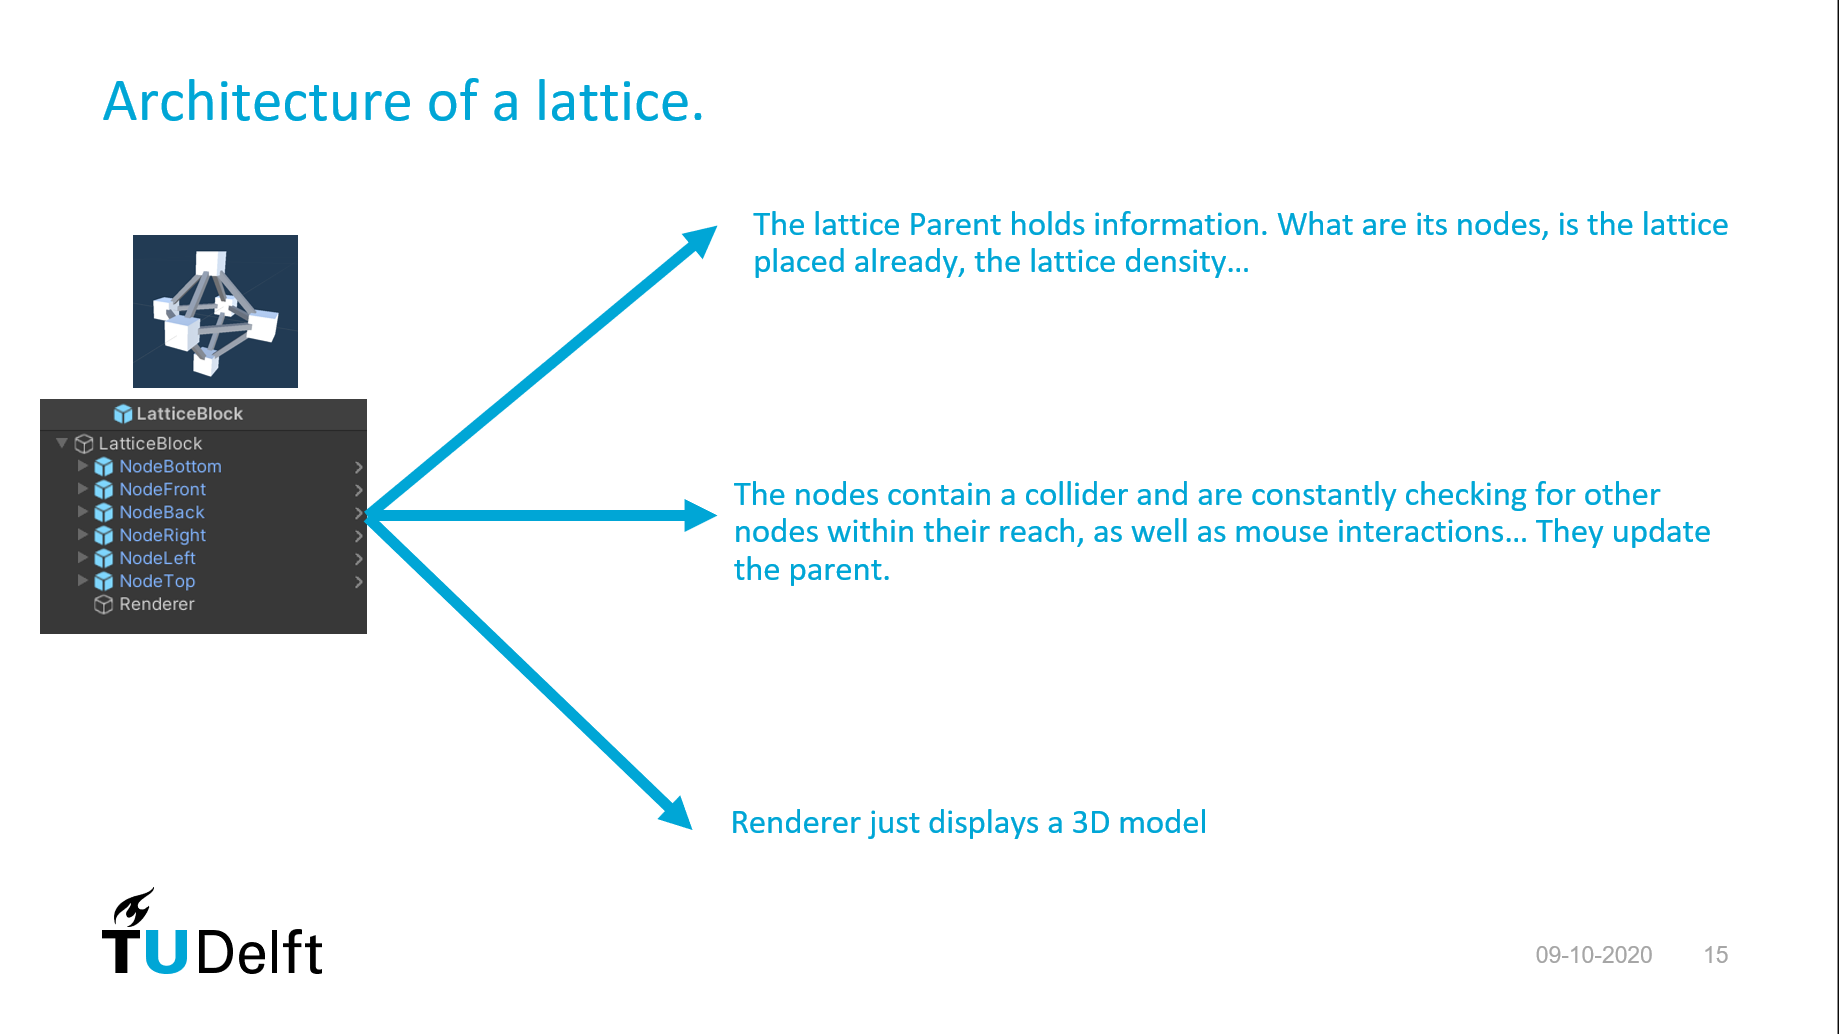 Architecture of a lattice.
The lattice Parent holds information. What are its nodes, is the lattice
placed already, the lattice density...
LatticeBlock
LatticeBlock
NodeBottom
NodeFront
NodeBack
NodeRight
NodeLeft
NodeTop
Renderer
The nodes contain a collider and are constantly checking for other
nodes within their reach, as well as mouse interactions... They update
the parent.
Renderer just displays a 3D model
TUDelft
09-10-2020 15